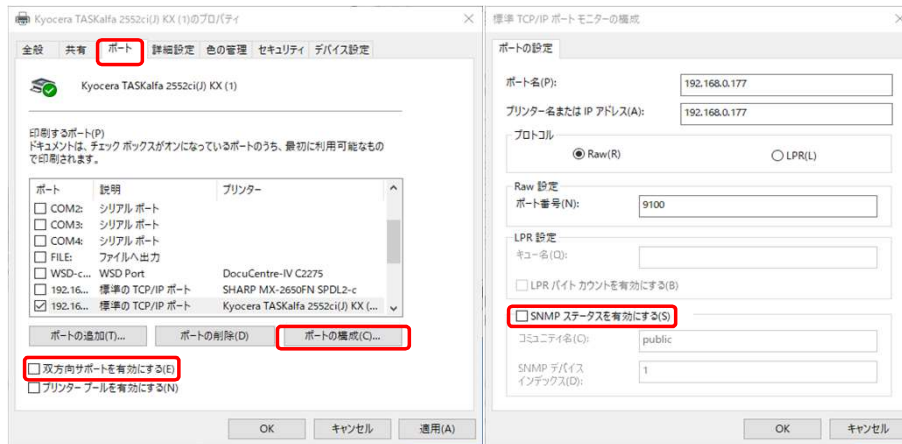 Kyocera TASKalfa 2552ci(J) KX (1)のプロパティ
全般 共有 ポート 詳細設定 色の管理 セキュリティ デバイス設定
Kyocera TASKalfa 2552ci(J) KX (1)
印刷するポート(P)
ドキュメントは、チェック ボックスがオンになっているポートのうち、最初に利用可能なもの
で印刷されます。
ポート 説明 プリンター
COM2: シリアル ポート
COM3: シリアル ポート
COM4: シリアル ポート
FILE: ファイルへ出力
WSD-c... WSD Port DocuCentre-IV C2275
192.16... 標準の TCP/IP ポート SHARP MX-2650FN SPDL2-c
192.16... 標準の TCP/IP ポート Kyocera TASKalfa 2552ci(J) KX (...
ポートの追加(T)... ポートの削除(D) ポートの構成(C)...
双方向サポートを有効にする(E)
プリンター プールを有効にする(N)
OK キャンセル 適用(A)
標準 TCP/IP ポート モニターの構成
ポートの設定
ポート名(P): 192.168.0.177
プリンター名または IP アドレス(A): 192.168.0.177
プロトコル
Raw(R) LPR(L)
Raw 設定
ポート番号(N): 9100
LPR 設定
キュー名(Q):
LPR バイト カウントを有効にする(B)
SNMP ステータスを有効にする(S)
コミュニティ名(C): public
SNMP デバイス
インデックス(D): 1
OK キャンセル